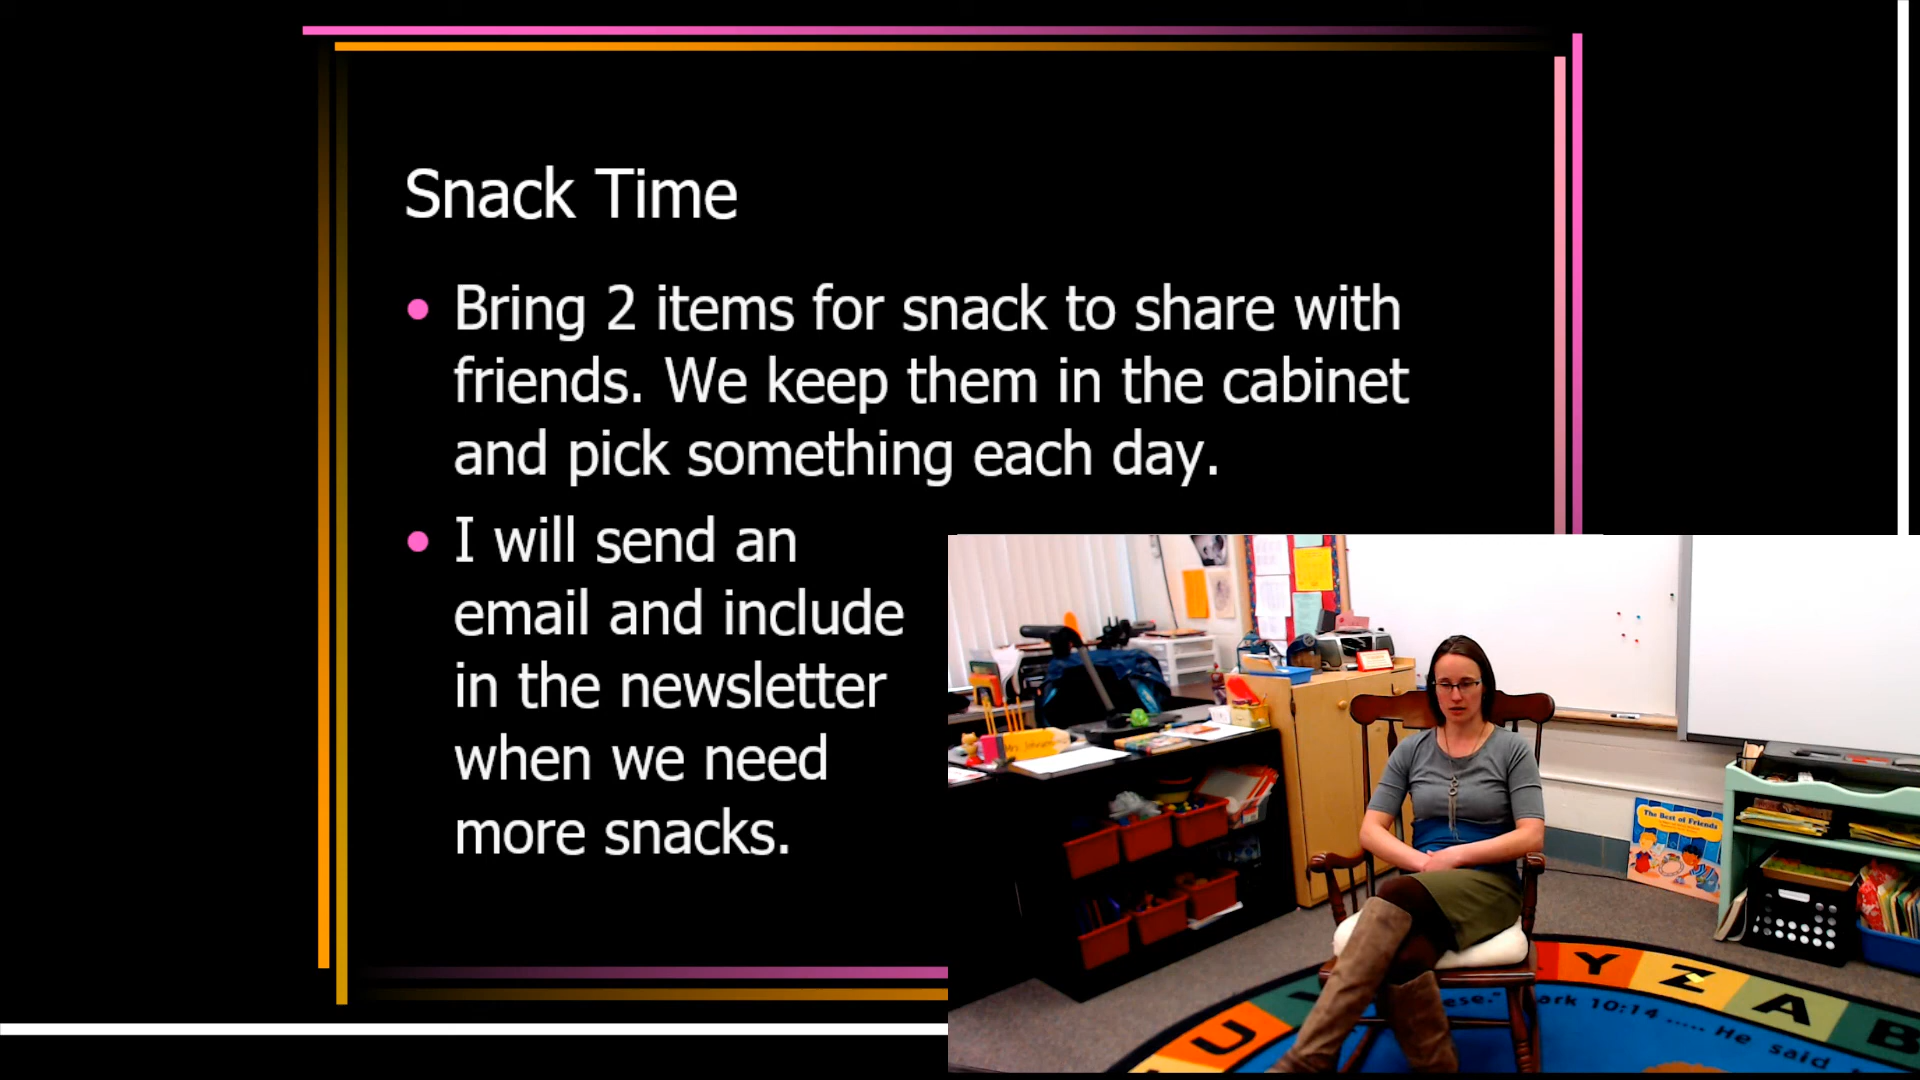 Snack Time
• Bring 2 items for snack to share with
friends. We keep them in the cabinet
and pick something each day.
• I will send an
email and include
in the newsletter
when we need
more snacks.
The Best of Friends
U
Y Z A B
ese." Mark 10:14 ..... He said